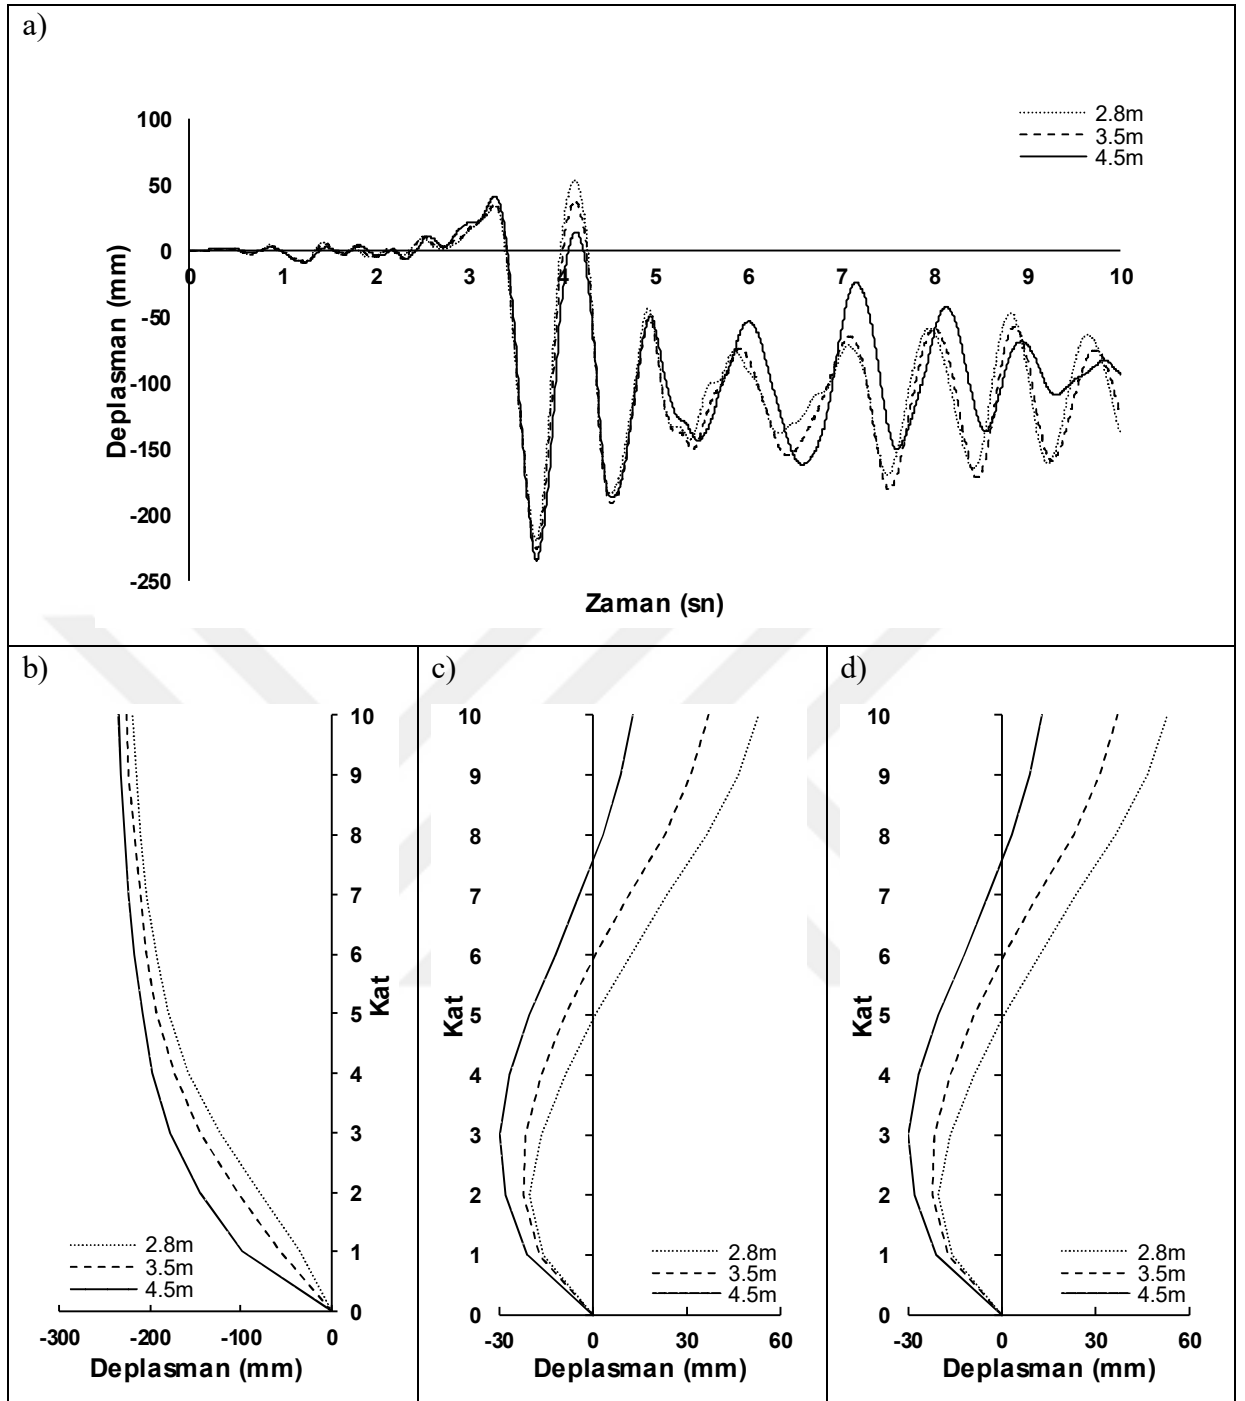 a)
100
50
0
-50
-100
-150
-200
-250
Deplasman (mm)
0 1 2 3 4 5 6 7 8 9 10
Zaman (sn)
2.8m
3.5m
4.5m
b)
10
9
8
7
6
5
4
3
2
1
0
Kat
2.8m
3.5m
4.5m
-300 -200 -100 0
Deplasman (mm)
c)
10
9
8
7
6
5
4
3
2
1
0
Kat
2.8m
3.5m
4.5m
-30 0 30 60
Deplasman (mm)
d)
10
9
8
7
6
5
4
3
2
1
0
Kat
2.8m
3.5m
4.5m
-30 0 30 60
Deplasman (mm)